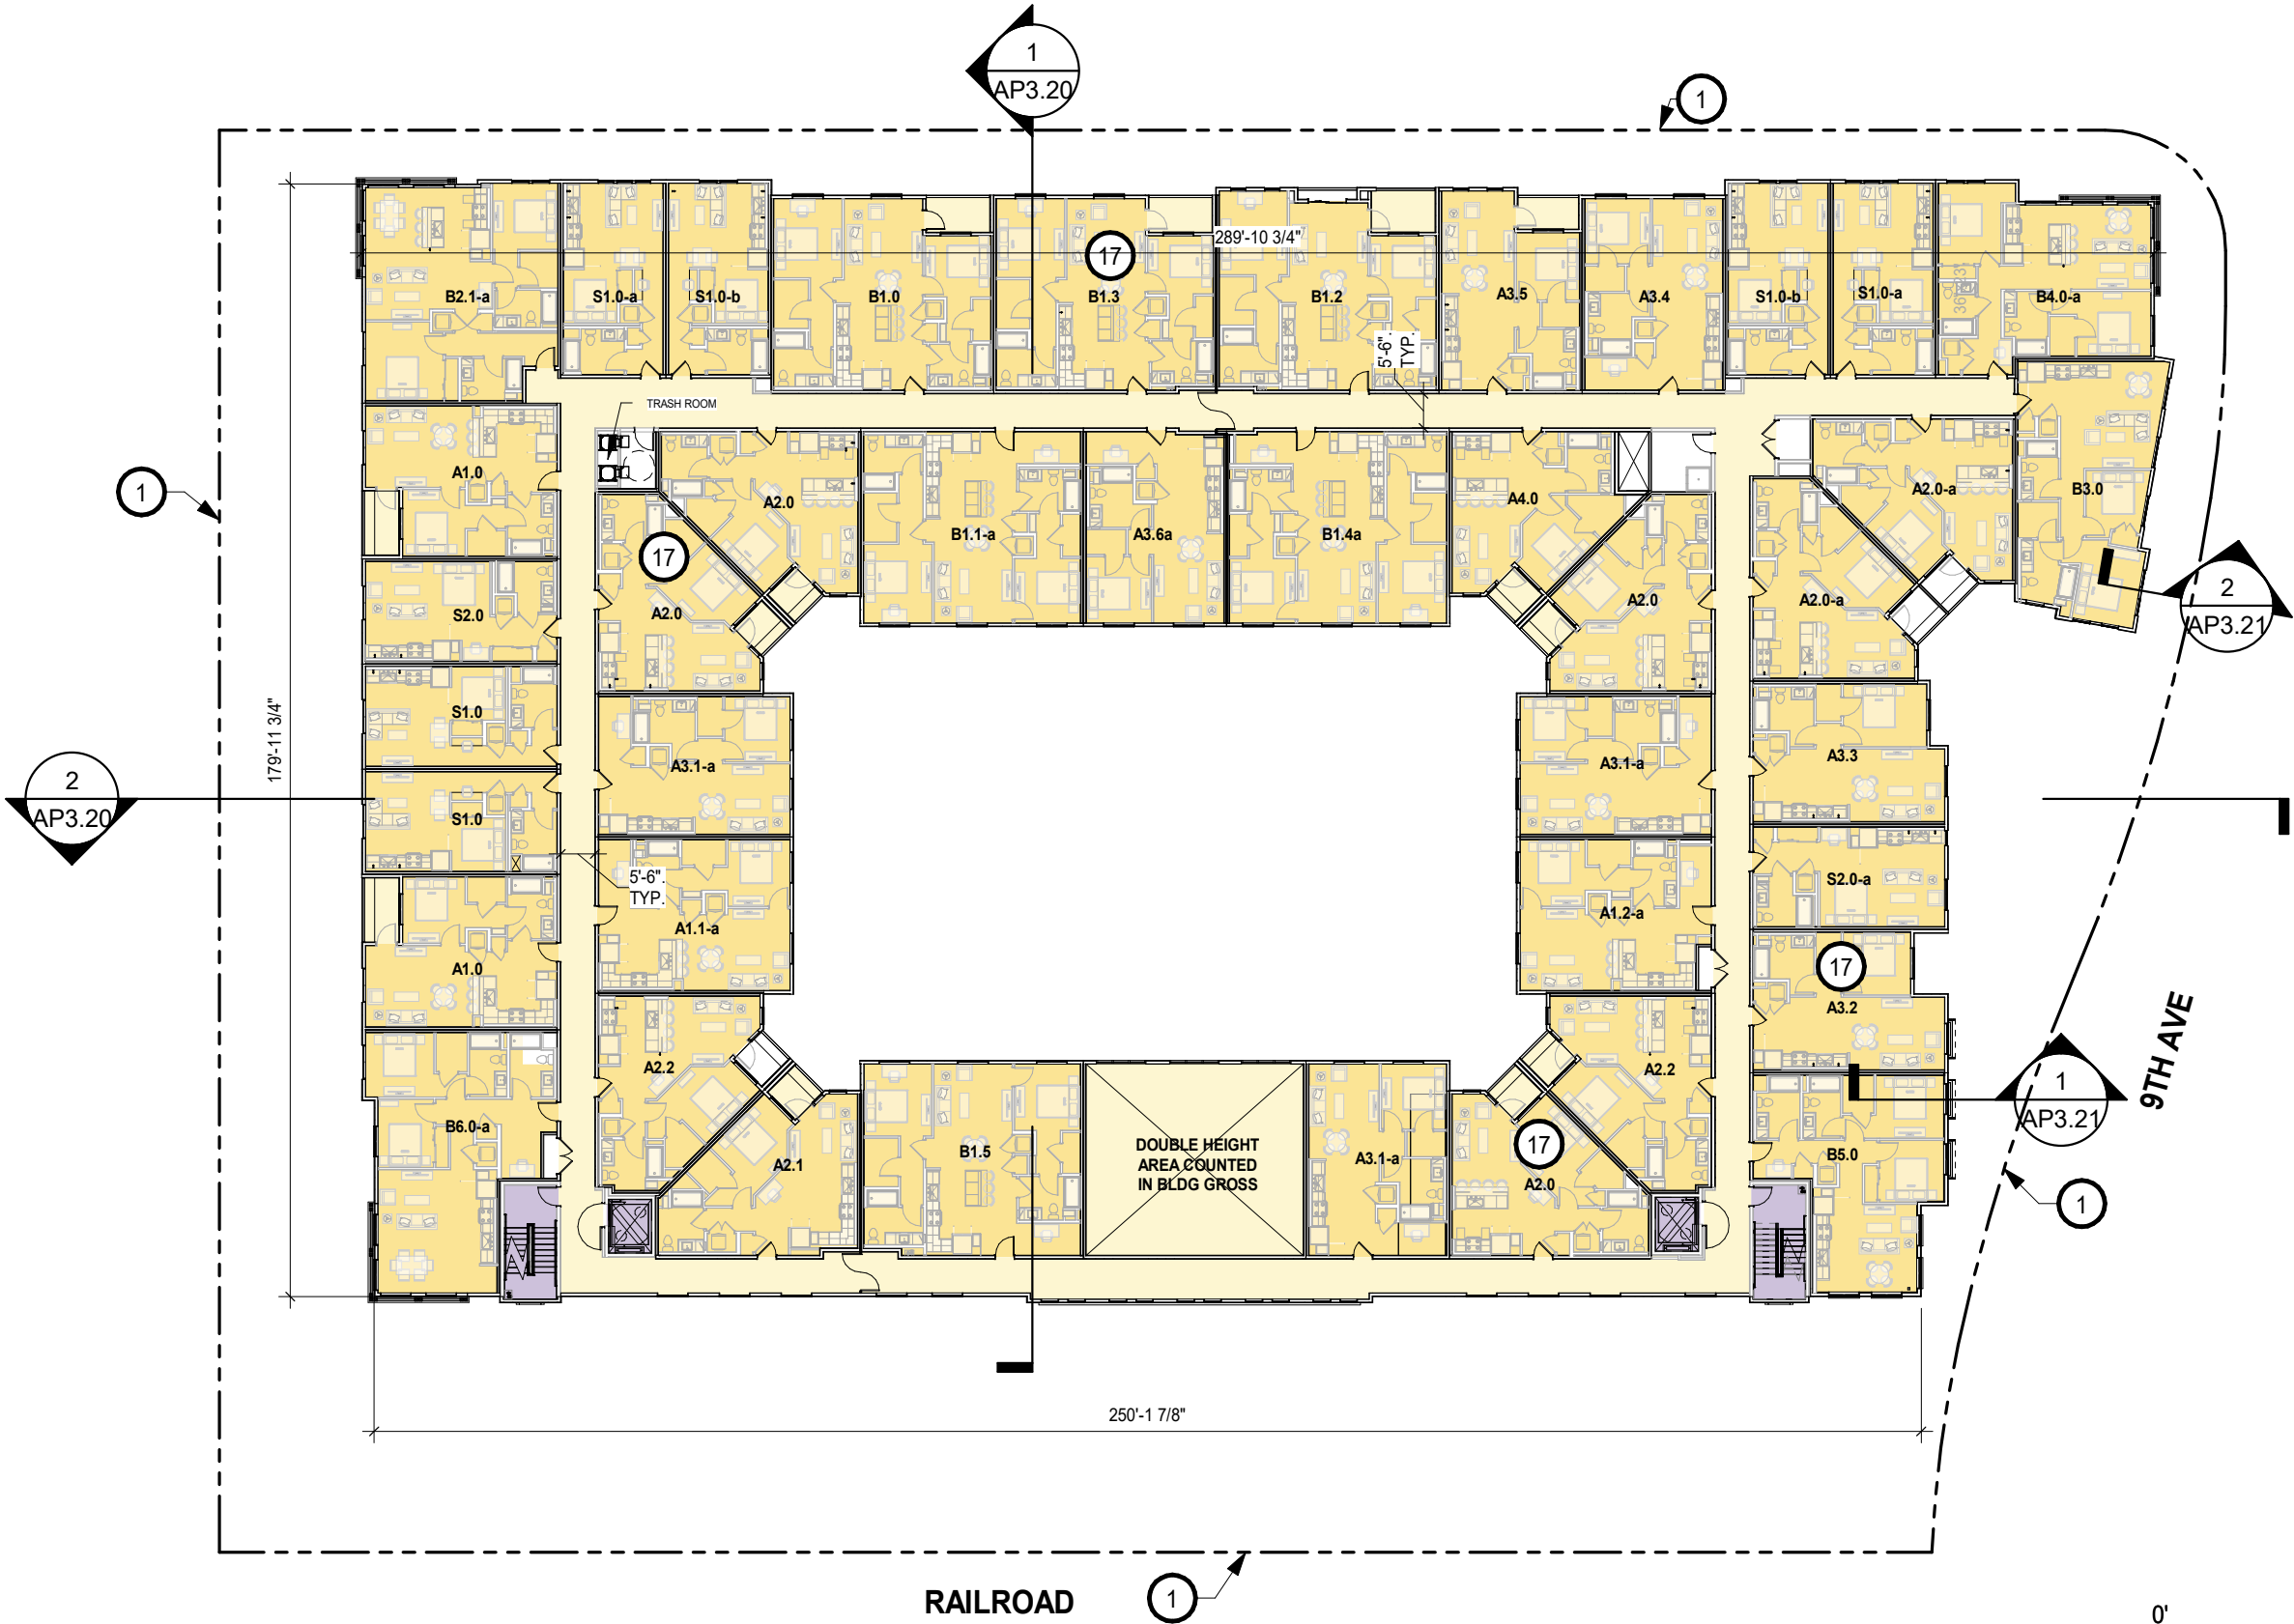 1
AP3.20
1
289'-10 3/4"
17
B2.1-a
S1.0-a
S1.0-b
B1.0
B1.3
B1.2
A3.5
A3.4
S1.0-b
S1.0-a
B4.0-a
5'-6".
TYP.
TRASH ROOM
A1.0
1
A2.0
B1.1-a
A3.6a
B1.4a
A4.0
A2.0-a
B3.0
17
S2.0
A2.0
A2.0
A2.0-a
2
AP3.21
S1.0
179'-11 3/4"
A3.1-a
A3.1-a
A3.3
2
AP3.20
S1.0
5'-6".
TYP.
S2.0-a
A1.1-a
A1.2-a
A1.0
17
A3.2
A2.2
A2.2
1
AP3.21
9TH AVE
B6.0-a
A2.1
B1.5
DOUBLE HEIGHT
AREA COUNTED
IN BLDG GROSS
A3.1-a
17
A2.0
B5.0
1
250'-1 7/8"
RAILROAD
1
0'